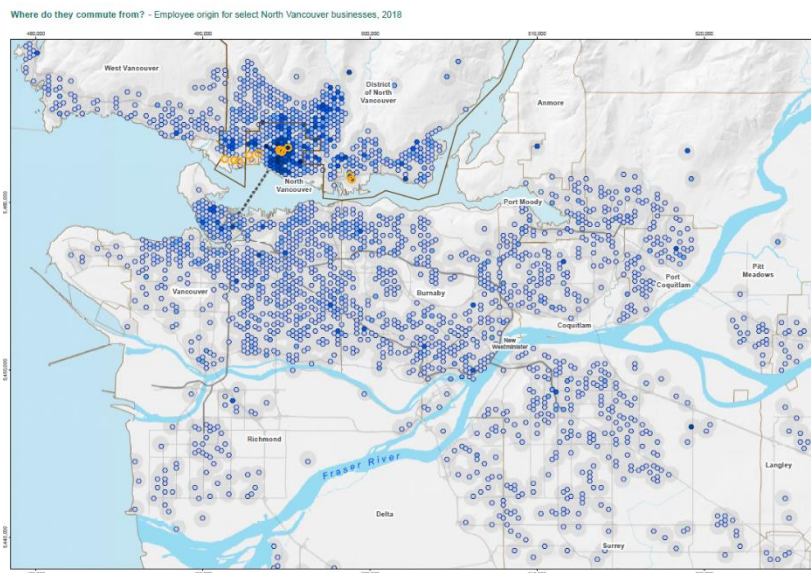 Where do they commute from? - Employee origin for select North Vancouver businesses, 2018
West Vancouver
District
of North
Vancouver
Anmore
North
Vancouver
Port Moody
Vancouver
Burnaby
Port
Coquitlam
Pitt
Meadows
Coquitlam
New
Westminster
Richmond
Fraser River
Langley
Delta
Surrey